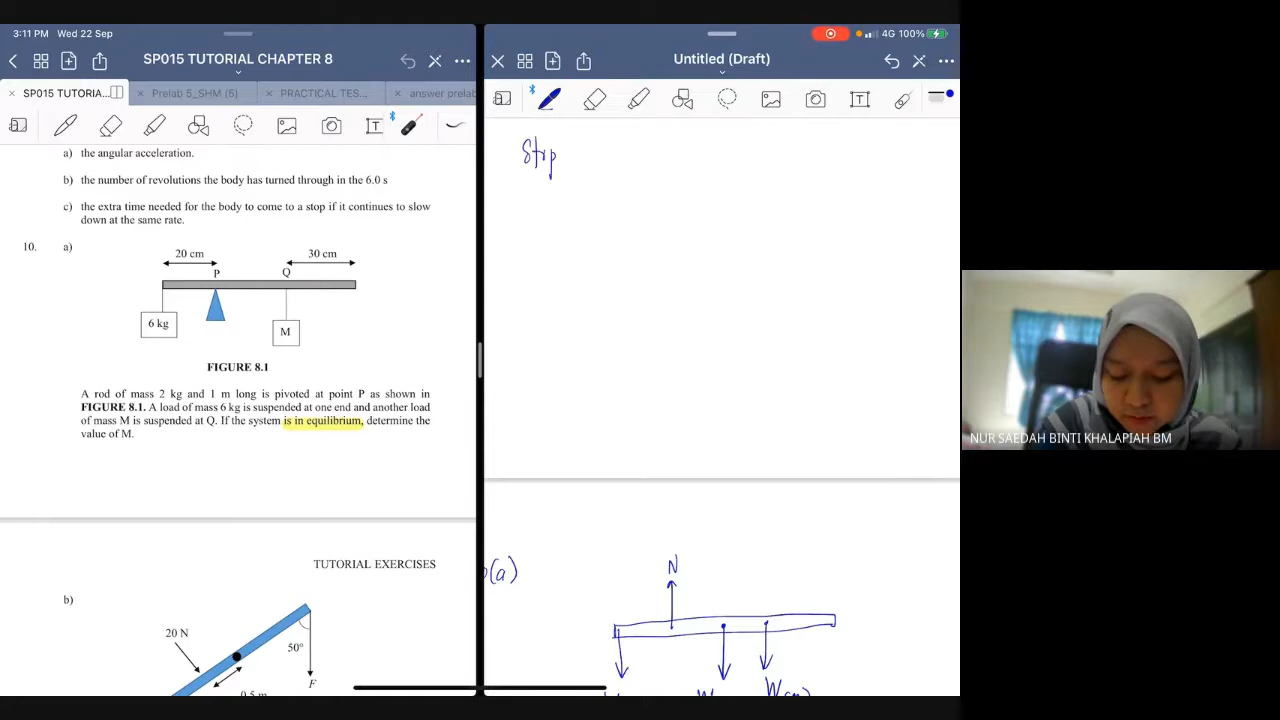 3:11 PM Wed 22 Sep
4G 100%
SP015 TUTORIAL CHAPTER 8
Untitled (Draft)
SP015 TUTORIA...
Prelab 5_SHM (5)
PRACTICAL TES...
answer prelab
a) the angular acceleration.
b) the number of revolutions the body has turned through in the 6.0 s
c) the extra time needed for the body to come to a stop if it continues to slow
down at the same rate.
10. a)
20 cm
30 cm
P
Q
6 kg
M
FIGURE 8.1
A rod of mass 2 kg and 1 m long is pivoted at point P as shown in
FIGURE 8.1. A load of mass 6 kg is suspended at one end and another load
of mass M is suspended at Q. If the system is in equilibrium, determine the
value of M.
TUTORIAL EXERCISES
b)
20 N
50°
F
0.5 m
Strp
(a)
N
NUR SAEDAH BINTI KHALAPIAH BM